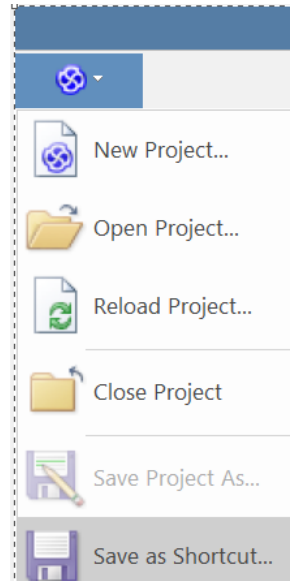 New Project...
Open Project...
Reload Project...
Close Project
Save Project As...
Save as Shortcut...